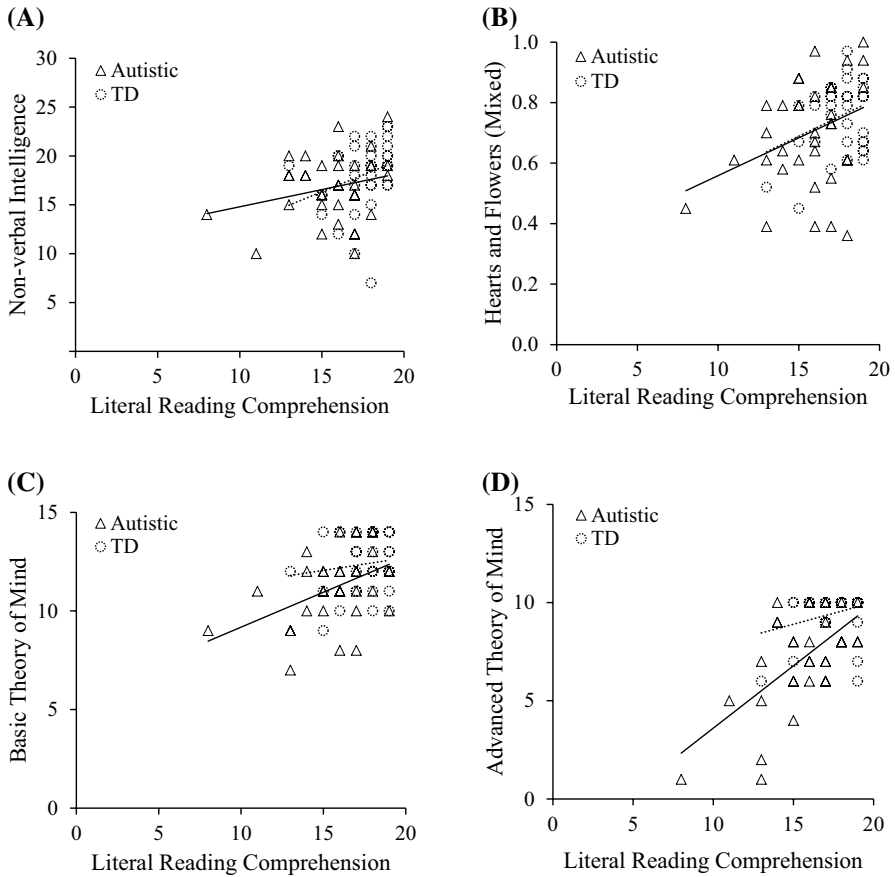 (A)
30
25
20
15
10
5
0 5 10 15 20
Non-verbal Intelligence
Autistic
TD
Literal Reading Comprehension
(B)
1.0
0.8
0.6
0.4
0.2
0.0
0 5 10 15 20
Hearts and Flowers (Mixed)
Autistic
TD
Literal Reading Comprehension
(C)
15
10
5
0
0 5 10 15 20
Basic Theory of Mind
Autistic
TD
Literal Reading Comprehension
(D)
15
10
5
0
0 5 10 15 20
Advanced Theory of Mind
Autistic
TD
Literal Reading Comprehension